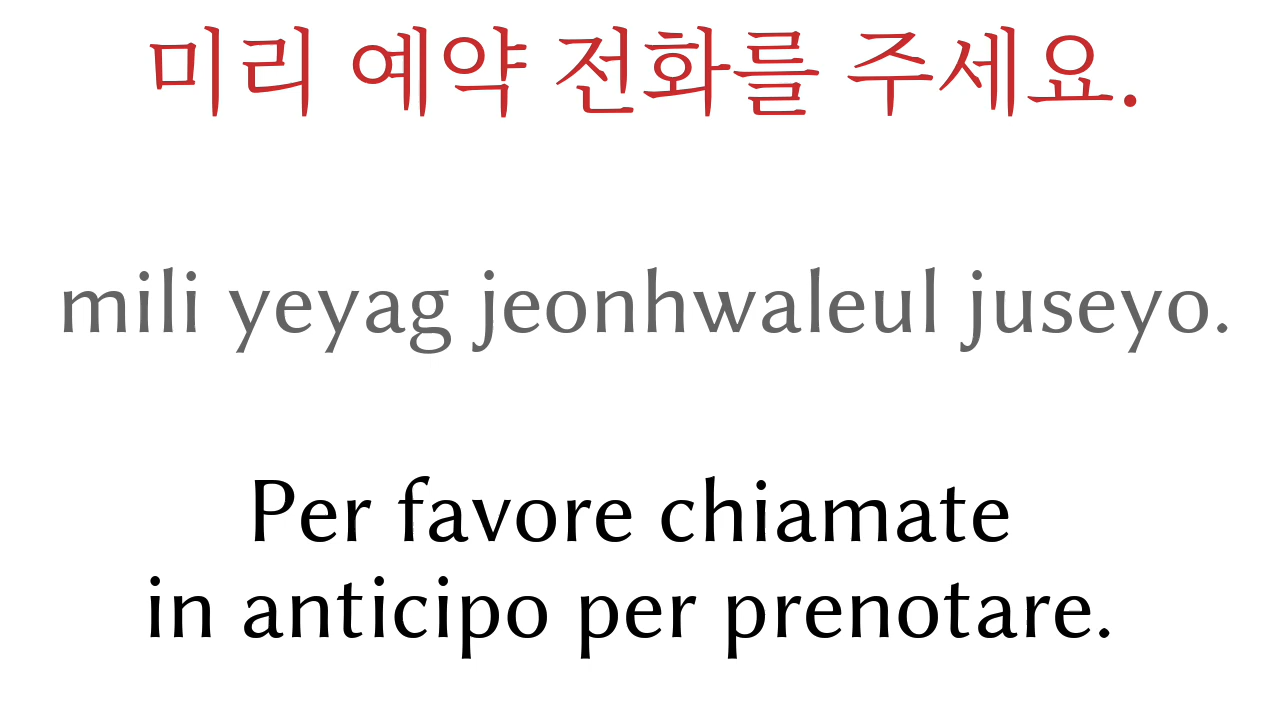 미리 예약 전화를 주세요.
mili yeyag jeonhwaleul juseyo.
Per favore chiamate
in anticipo per prenotare.